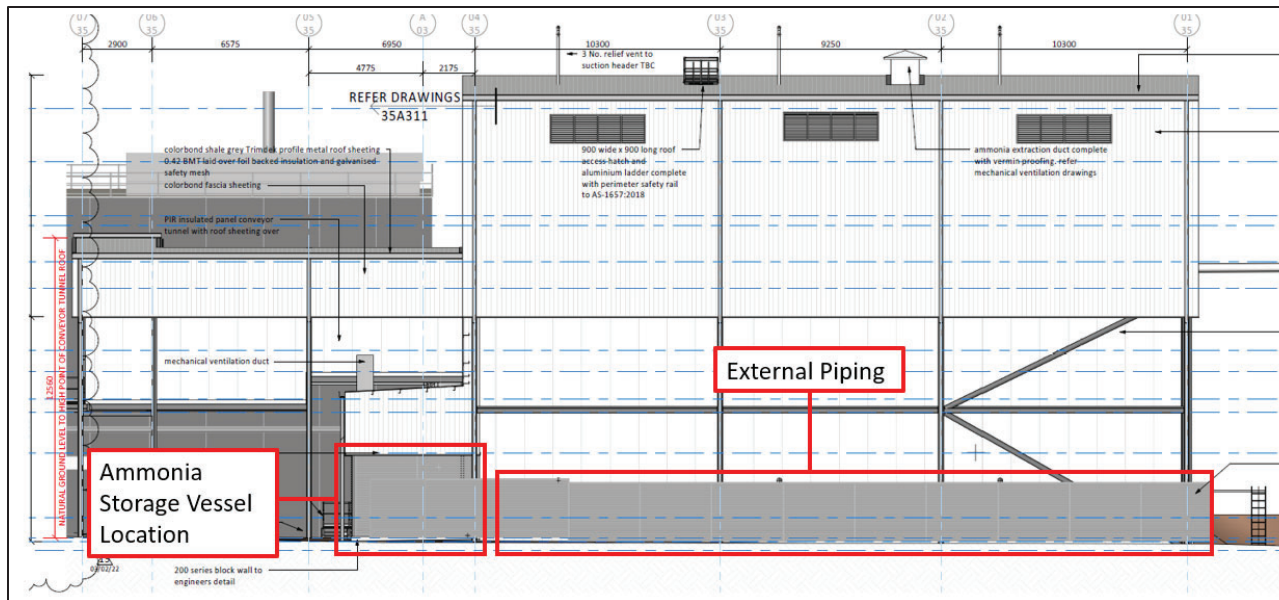 07
35
06
35
05
35
A
03
04
35
03
35
02
35
01
35
2900
6575
6950
10300
9250
10300
4775
2175
3 No. relief vent to
suction header TBC
REFER DRAWINGS
35A311
colorbond shale grey Trimdek profile metal roof sheeting
0.42 BMT laid over foil backed insulation and galvanised
safety mesh
colorbond fascia sheeting
PIR insulated panel conveyor
tunnel with roof sheeting over
900 wide x 900 long roof
access hatch and
aluminium ladder complete
with perimeter safety rail
to AS-1657:2018
ammonia extraction duct complete
with vermin proofing. refer
mechanical ventilation drawings
12560
NATURAL GROUND LEVEL TO HIGH POINT OF CONVEYOR TUNNEL ROOF
mechanical ventilation duct
External Piping
Ammonia
Storage Vessel
Location
200 series block wall to
engineers detail